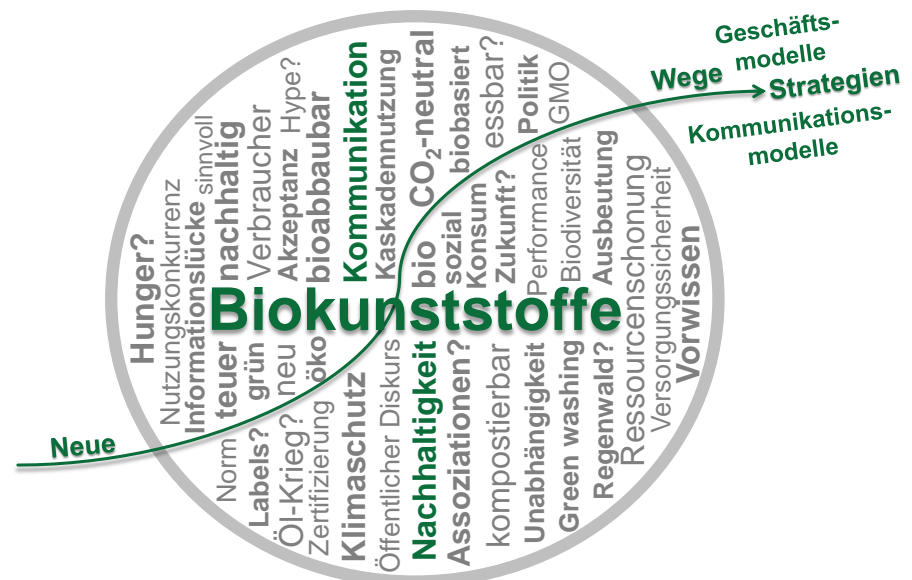 Geschäfts-
modelle
Wege
Strategien
Kommunikations-
modelle
Neue
Biokunststoffe
Hunger?
Nutzungskonkurrenz
Informationslücke
sinnvoll
Norm
teuer
nachhaltig
Labels?
grün
Verbraucher
Öl-Krieg?
neu
Akzeptanz
Hype?
Zertifizierung
öko
bioabbaubar
Klimaschutz
Kommunikation
Öffentlicher Diskurs
Kaskadennutzung
Nachhaltigkeit
bio
CO2-neutral
Assoziationen?
sozial
biobasiert
kompostierbar
Konsum
essbar?
Zukunft?
Unabhängigkeit
Performance
Politik
Green washing
Biodiversität
GMO
Regenwald?
Ausbeutung
Ressourcenschonung
Versorgungssicherheit
Vorwissen